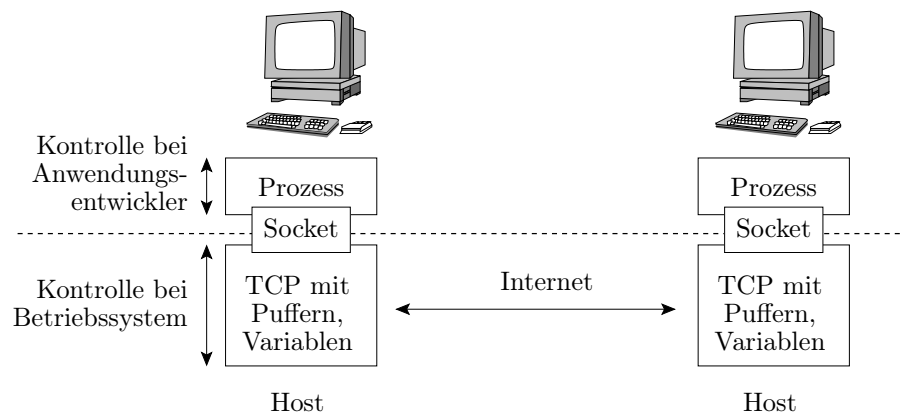 Kontrolle bei
Anwendungs-
entwickler
Prozess
Prozess
Socket
Socket
Kontrolle bei
Betriebssystem
TCP mit
Puffern,
Variablen
Internet
TCP mit
Puffern,
Variablen
Host
Host